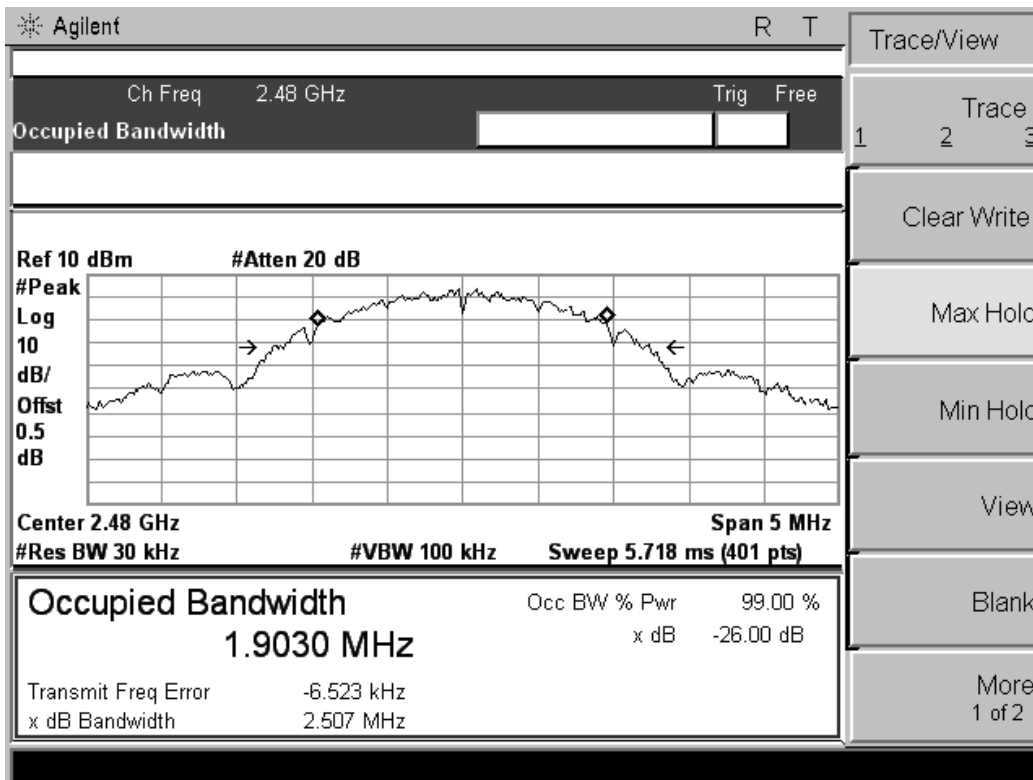 Agilent R T
Trace/View
Ch Freq 2.48 GHz Trig Free
Occupied Bandwidth
Trace
1 2 3
Clear Write
Max Hold
Min Hold
View
Blank
More
1 of 2
Ref 10 dBm #Atten 20 dB
#Peak
Log
10
dB/
Offst
0.5
dB
Center 2.48 GHz Span 5 MHz
#Res BW 30 kHz #VBW 100 kHz Sweep 5.718 ms (401 pts)
Occupied Bandwidth Occ BW % Pwr 99.00 %
1.9030 MHz x dB -26.00 dB
Transmit Freq Error -6.523 kHz
x dB Bandwidth 2.507 MHz